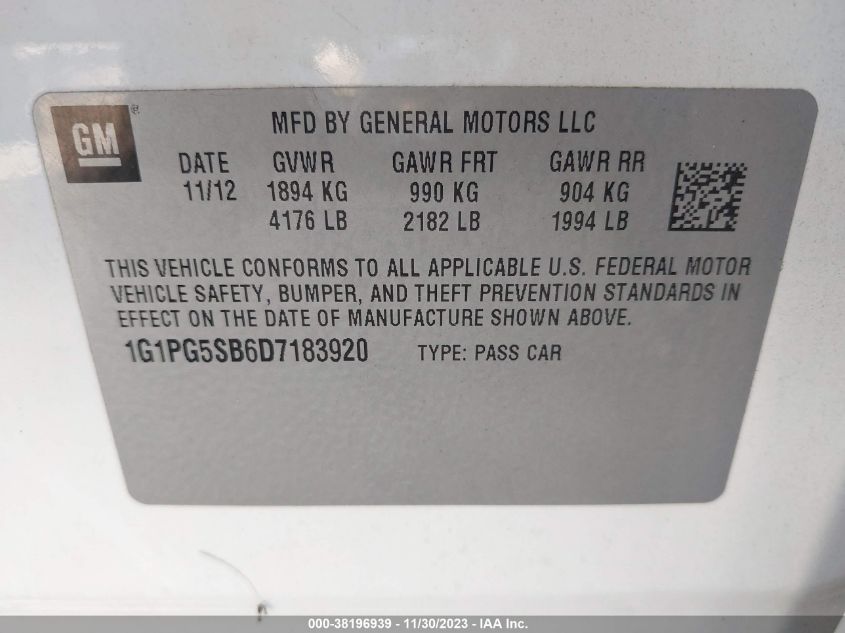 GM ®
MFD BY GENERAL MOTORS LLC
DATE GVWR GAWR FRT GAWR RR
11/12 1894 KG 990 KG 904 KG
4176 LB 2182 LB 1994 LB
THIS VEHICLE CONFORMS TO ALL APPLICABLE U.S. FEDERAL MOTOR
VEHICLE SAFETY, BUMPER, AND THEFT PREVENTION STANDARDS IN
EFFECT ON THE DATE OF MANUFACTURE SHOWN ABOVE.
1G1PG5SB6D7183920 TYPE: PASS CAR
000-38196939 - 11/30/2023 - IAA Inc.